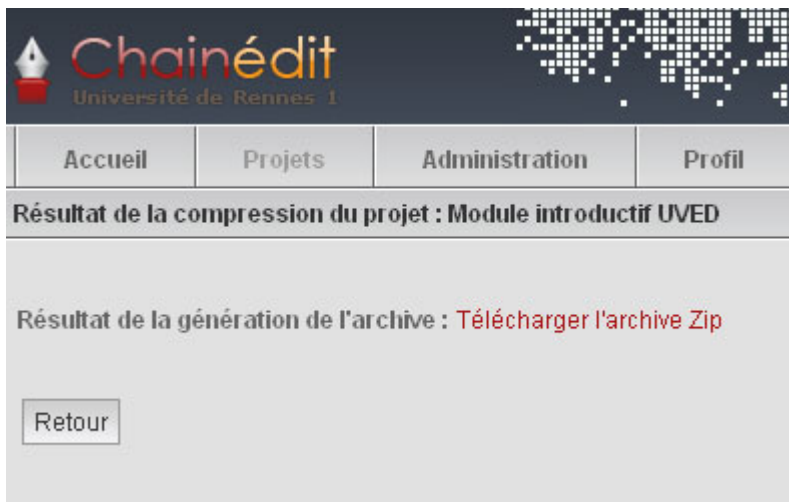 Chainédit
Université de Rennes 1
Accueil Projets Administration Profil
Résultat de la compression du projet : Module introductif UVED
Résultat de la génération de l'archive : Télécharger l'archive Zip
Retour